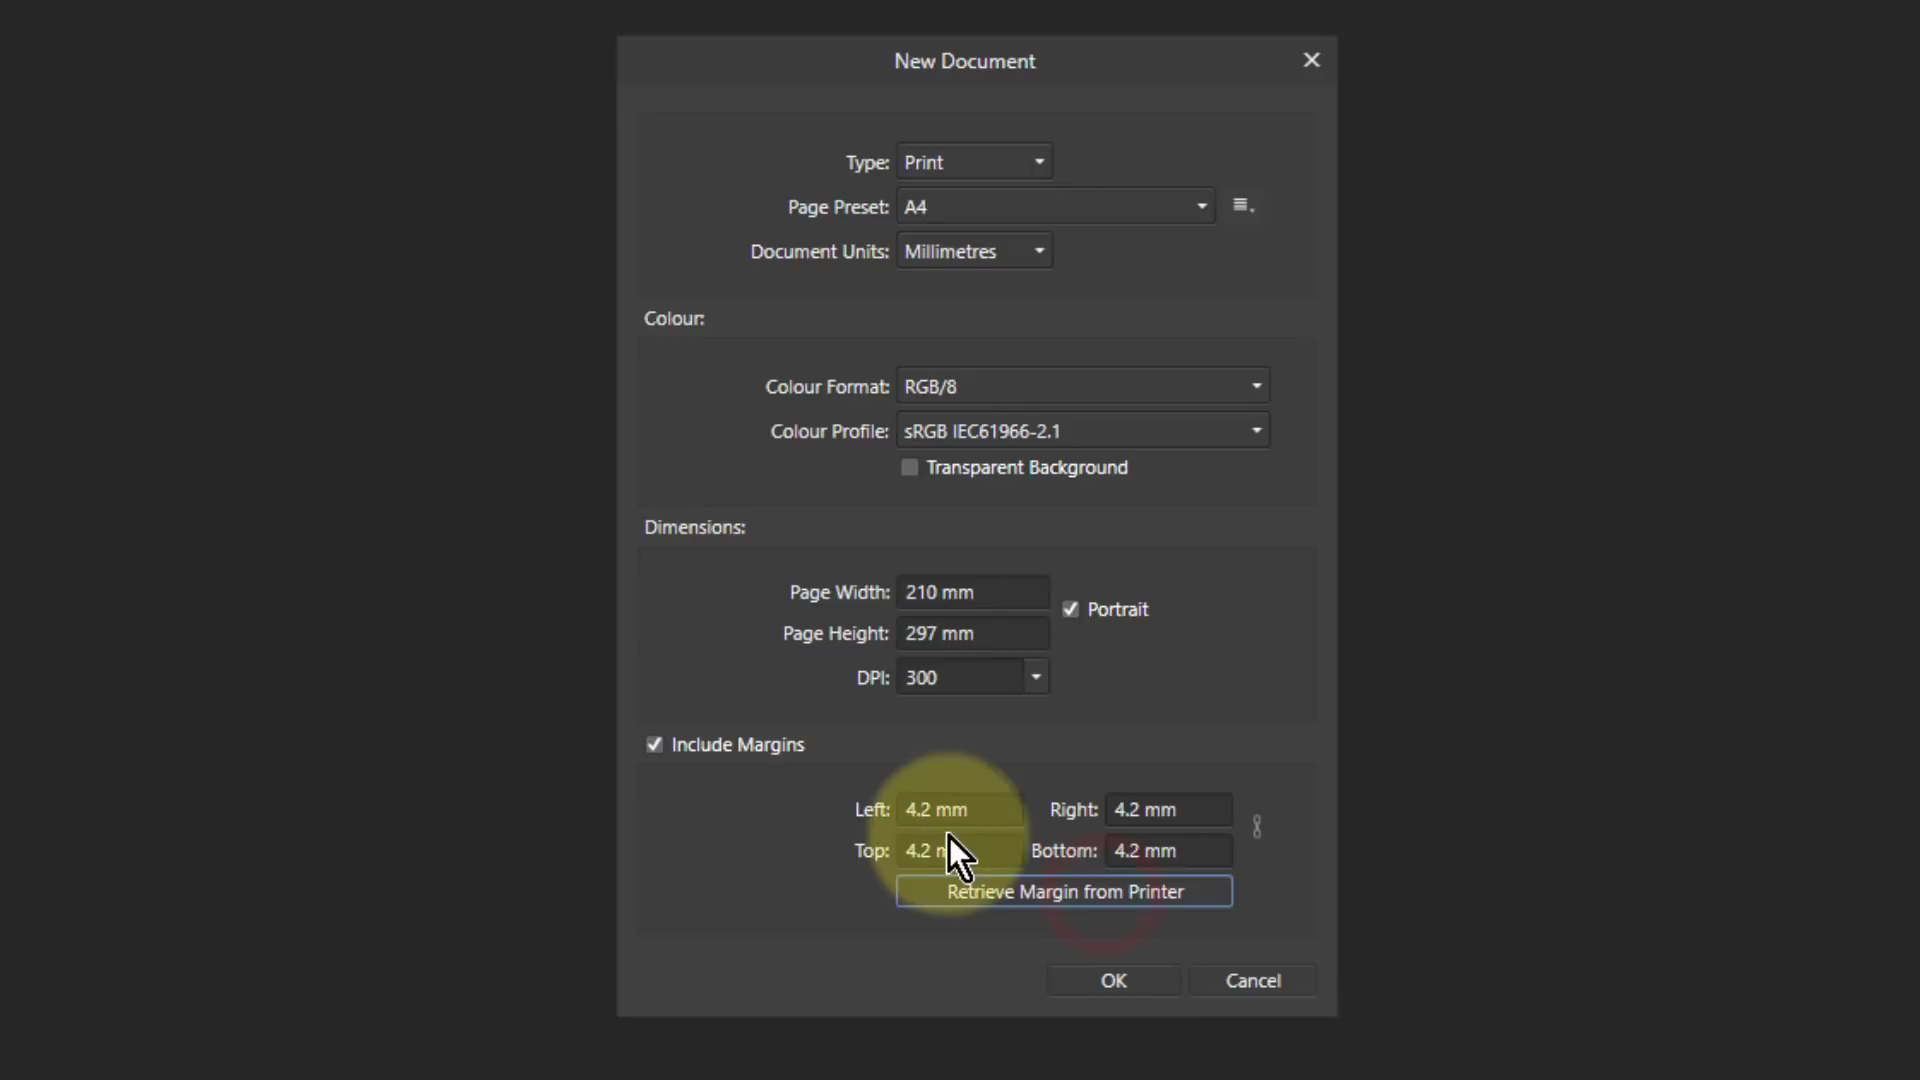 New Document
Type: Print
Page Preset: A4
Document Units: Millimetres
Colour:
Colour Format: RGB/8
Colour Profile: sRGB IEC61966-2.1
Transparent Background
Dimensions:
Page Width: 210 mm
Portrait
Page Height: 297 mm
DPI: 300
Include Margins
Left: 4.2 mm Right: 4.2 mm
Top: 4.2 Bottom: 4.2 mm
Retrieve Margin from Printer
OK Cancel